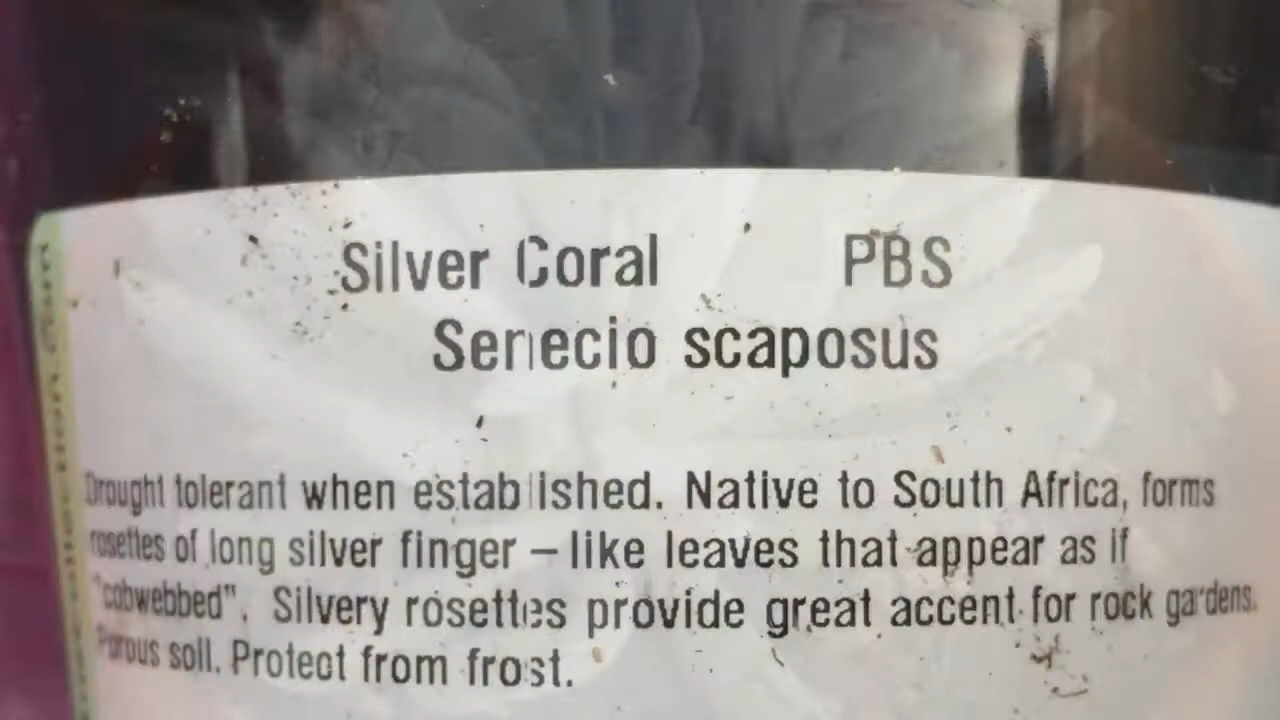 Silver Coral PBS
Senecio scaposus
Drought tolerant when established. Native to South Africa, forms
rosettes of long silver finger – like leaves that appear as if
"cobwebbed". Silvery rosettes provide great accent for rock gardens.
Porous soil. Protect from frost.